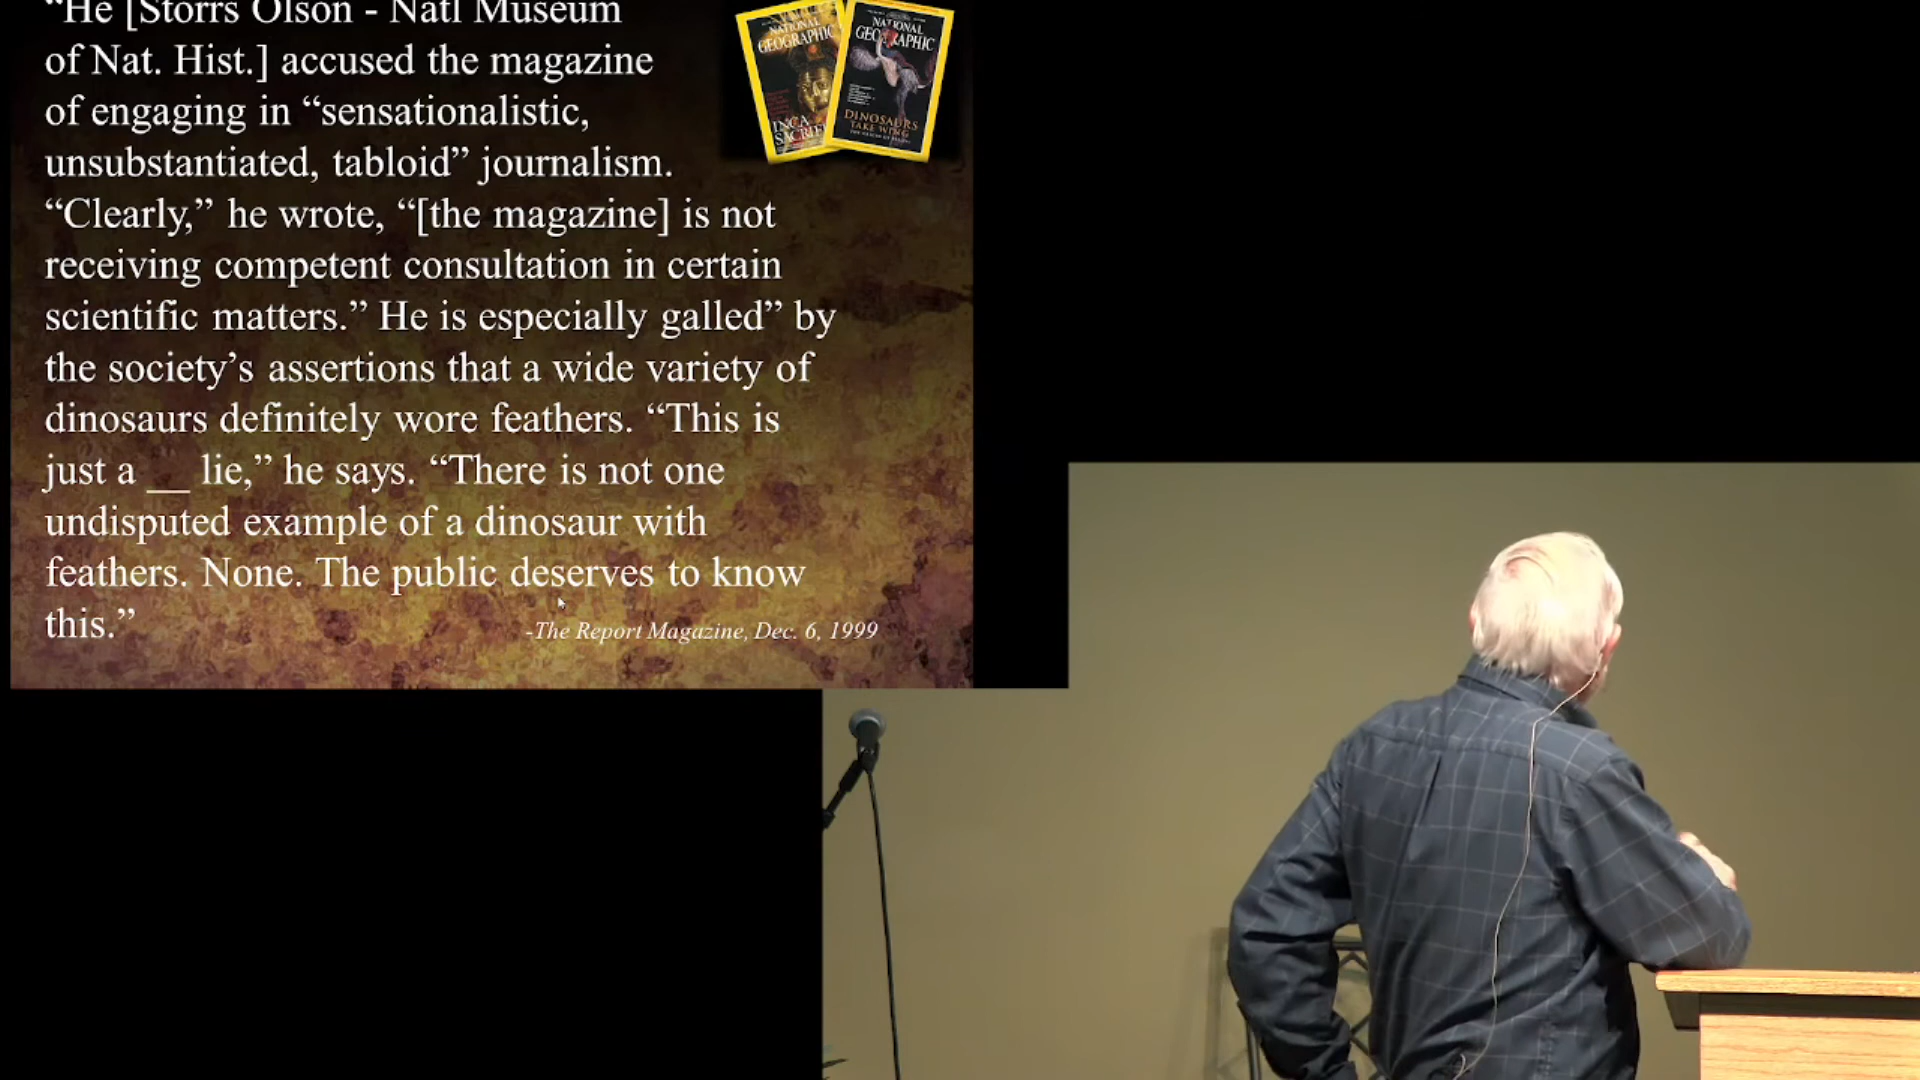 “He [Storrs Olson - Natl Museum
of Nat. Hist.] accused the magazine
of engaging in “sensationalistic,
unsubstantiated, tabloid” journalism.
“Clearly,” he wrote, “[the magazine] is not
receiving competent consultation in certain
scientific matters.” He is especially galled” by
the society’s assertions that a wide variety of
dinosaurs definitely wore feathers. “This is
just a __ lie,” he says. “There is not one
undisputed example of a dinosaur with
feathers. None. The public deserves to know
this.”
-The Report Magazine, Dec. 6, 1999
NATIONAL
GEOGRAPHIC
INCA
NATIONAL
GEOGRAPHIC
DINOSAURS
TAKE WING